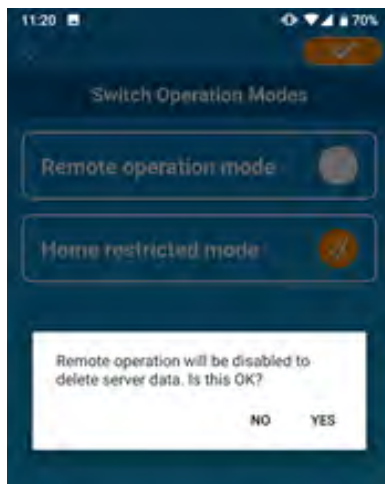 11:20 70%
Switch Operation Modes
Remote operation mode
Home restricted mode
Remote operation will be disabled to
delete server data. Is this OK?
NO YES